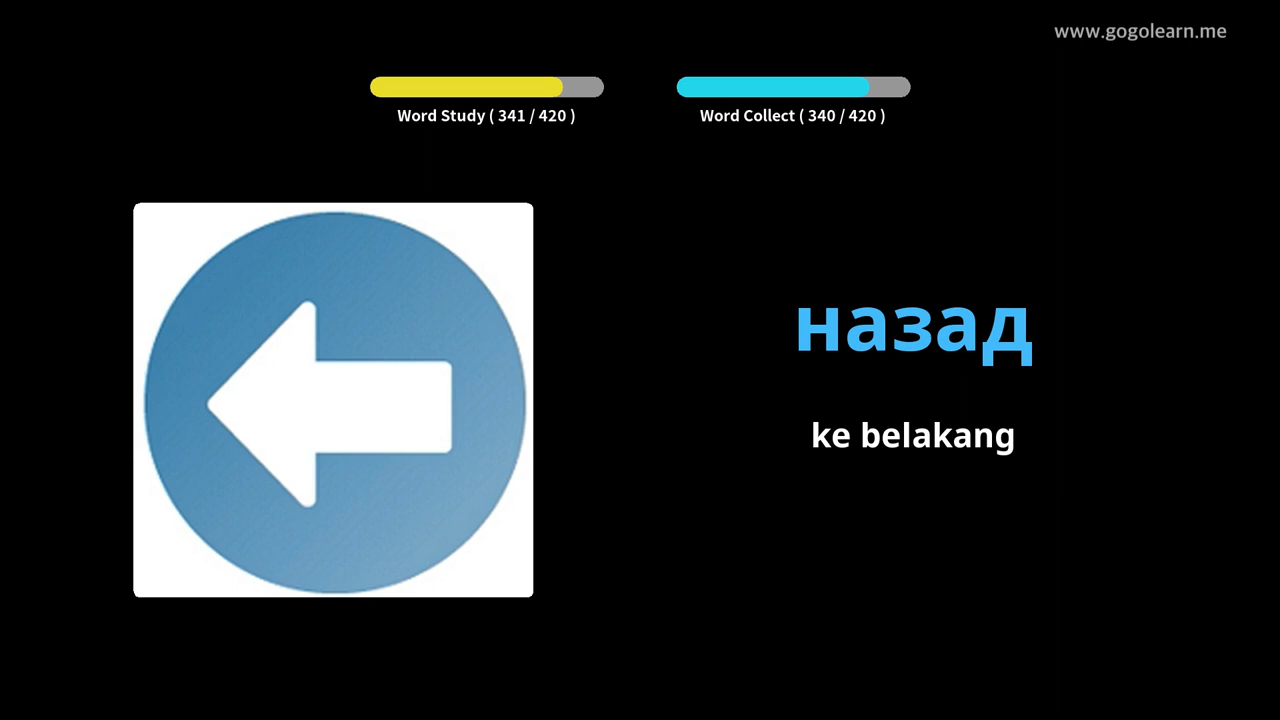 www.gogolearn.me
Word Study ( 341 / 420 )
Word Collect ( 340 / 420 )
назад
ke belakang